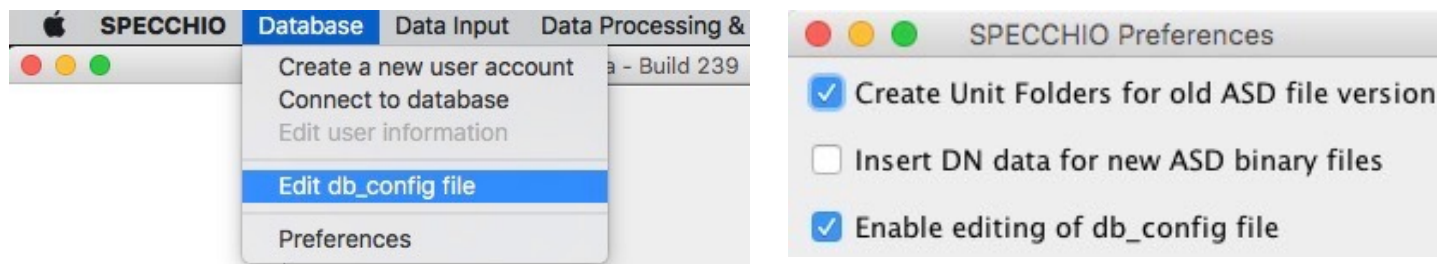 SPECCHIO Database Data Input Data Processing &
a - Build 239
Create a new user account
Connect to database
Edit user information
Edit db_config file
Preferences
SPECCHIO Preferences
Create Unit Folders for old ASD file version
Insert DN data for new ASD binary files
Enable editing of db_config file